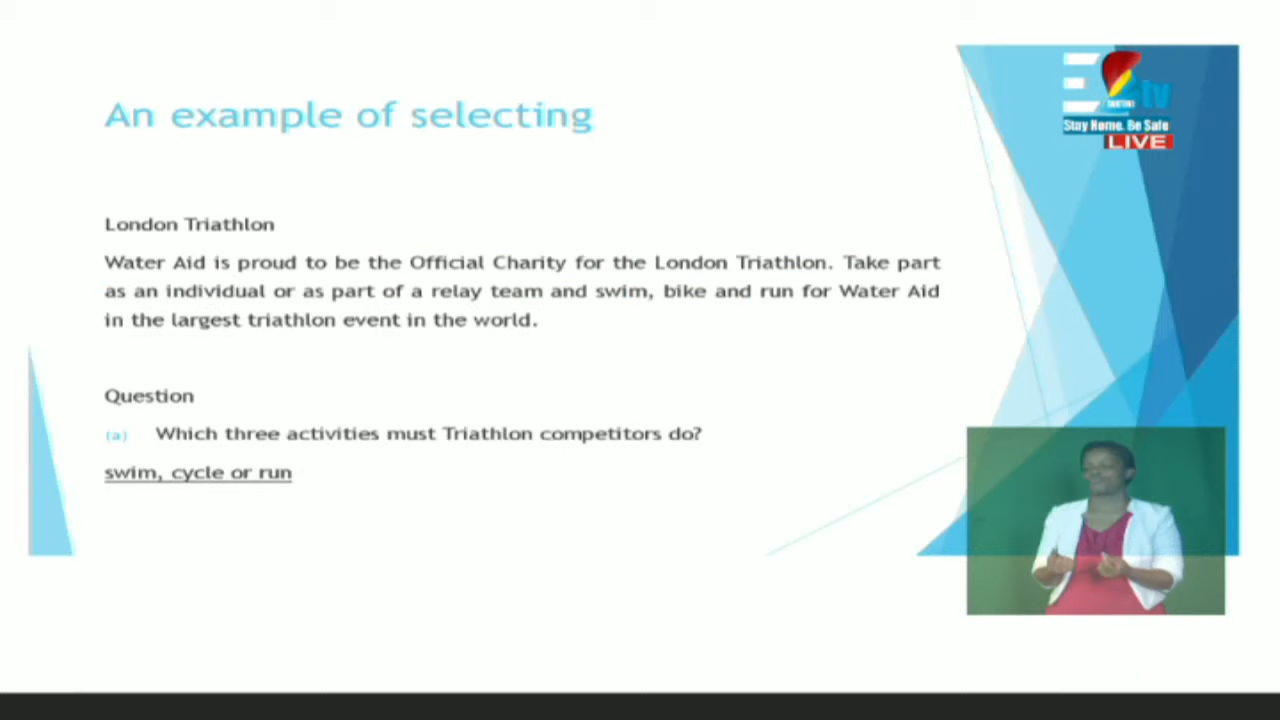 An example of selecting
London Triathlon
Water Aid is proud to be the Official Charity for the London Triathlon. Take part
as an individual or as part of a relay team and swim, bike and run for Water Aid
in the largest triathlon event in the world.
Question
(a) Which three activities must Triathlon competitors do?
swim, cycle or run
tv
Stay Home. Be Safe
LIVE